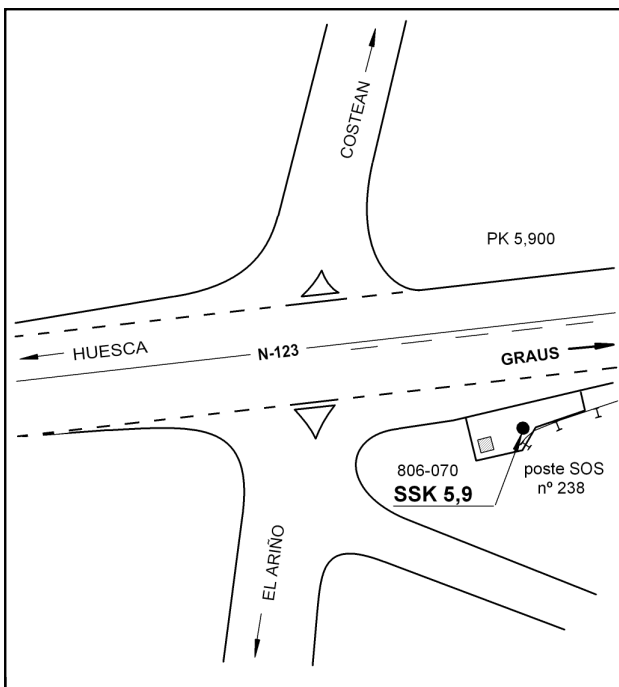 COSTEAN
PK 5,900
HUESCA
N-123
GRAUS
806-070
SSK 5,9
poste SOS
nº 238
EL ARIÑO